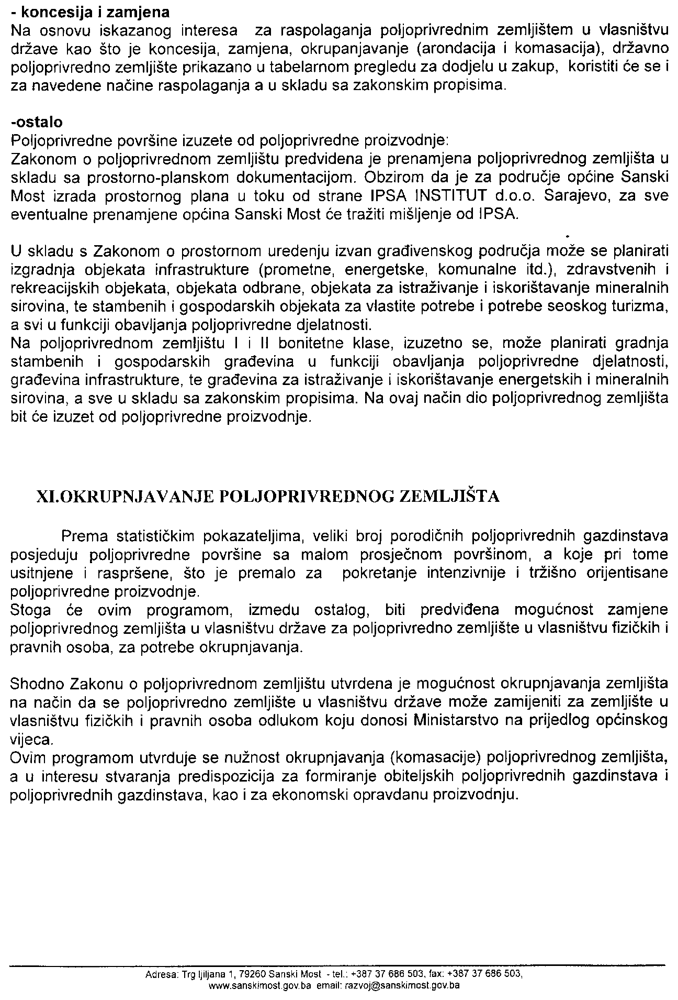 - koncesija i zamjena
Na osnovu iskazanog interesa za raspolaganja poljoprivrednim zemljištem u vlasništvu
države kao što je koncesija, zamjena, okrupanjavanje (arondacija i komasacija), državno
poljoprivredno zemljište prikazano u tabelarnom pregledu za dodjelu u zakup, koristiti će se i
za navedene načine raspolaganja a u skladu sa zakonskim propisima.
-ostalo
Poljoprivredne površine izuzete od poljoprivredne proizvodnje:
Zakonom o poljoprivrednom zemljištu predvidena je prenamjena poljoprivrednog zemljišta u
skladu sa prostorno-planskom dokumentacijom. Obzirom da je za područje općine Sanski
Most izrada prostornog plana u toku od strane IPSA INSTITUT d.o.o. Sarajevo, za sve
eventualne prenamjene općina Sanski Most će tražiti mišljenje od IPSA.
U skladu s Zakonom o prostornom uredenju izvan građivenskog područja može se planirati
izgradnja objekata infrastrukture (prometne, energetske, komunalne itd.), zdravstvenih i
rekreacijskih objekata, objekata odbrane, objekata za istraživanje i iskorištavanje mineralnih
sirovina, te stambenih i gospodarskih objekata za vlastite potrebe i potrebe seoskog turizma,
a svi u funkciji obavljanja poljoprivredne djelatnosti.
Na poljoprivrednom zemljištu I i II bonitetne klase, izuzetno se, može planirati gradnja
stambenih i gospodarskih građevina u funkciji obavljanja poljoprivredne djelatnosti,
građevina infrastrukture, te građevina za istraživanje i iskorištavanje energetskih i mineralnih
sirovina, a sve u skladu sa zakonskim propisima. Na ovaj način dio poljoprivrednog zemljišta
bit će izuzet od poljoprivredne proizvodnje.
XI.OKRUPNJAVANJE POLJOPRIVREDNOG ZEMLJIŠTA
Prema statističkim pokazateljima, veliki broj porodičnih poljoprivrednih gazdinstava
posjeduju poljoprivredne površine sa malom prosječnom površinom, a koje pri tome
usitnjene i raspršene, što je premalo za pokretanje intenzivnije i tržišno orijentisane
poljoprivredne proizvodnje.
Stoga će ovim programom, izmedu ostalog, biti predviđena mogućnost zamjene
poljoprivrednog zemljišta u vlasništvu države za poljoprivredno zemljište u vlasništvu fizičkih i
pravnih osoba, za potrebe okrupnjavanja.
Shodno Zakonu o poljoprivrednom zemljištu utvrdena je mogućnost okrupnjavanja zemljišta
na način da se poljoprivredno zemljište u vlasništvu države može zamijeniti za zemljište u
vlasništvu fizičkih i pravnih osoba odlukom koju donosi Ministarstvo na prijedlog općinskog
vijeca.
Ovim programom utvrduje se nužnost okrupnjavanja (komasacije) poljoprivrednog zemljišta,
a u interesu stvaranja predispozicija za formiranje obiteljskih poljoprivrednih gazdinstava i
poljoprivrednih gazdinstava, kao i za ekonomski opravdanu proizvodnju.
Adresa: Trg ljiljana 1, 79260 Sanski Most - tel.: +387 37 686 503, fax: +387 37 686 503,
www.sanskimost.gov.ba email: razvoj@sanskimost.gov.ba